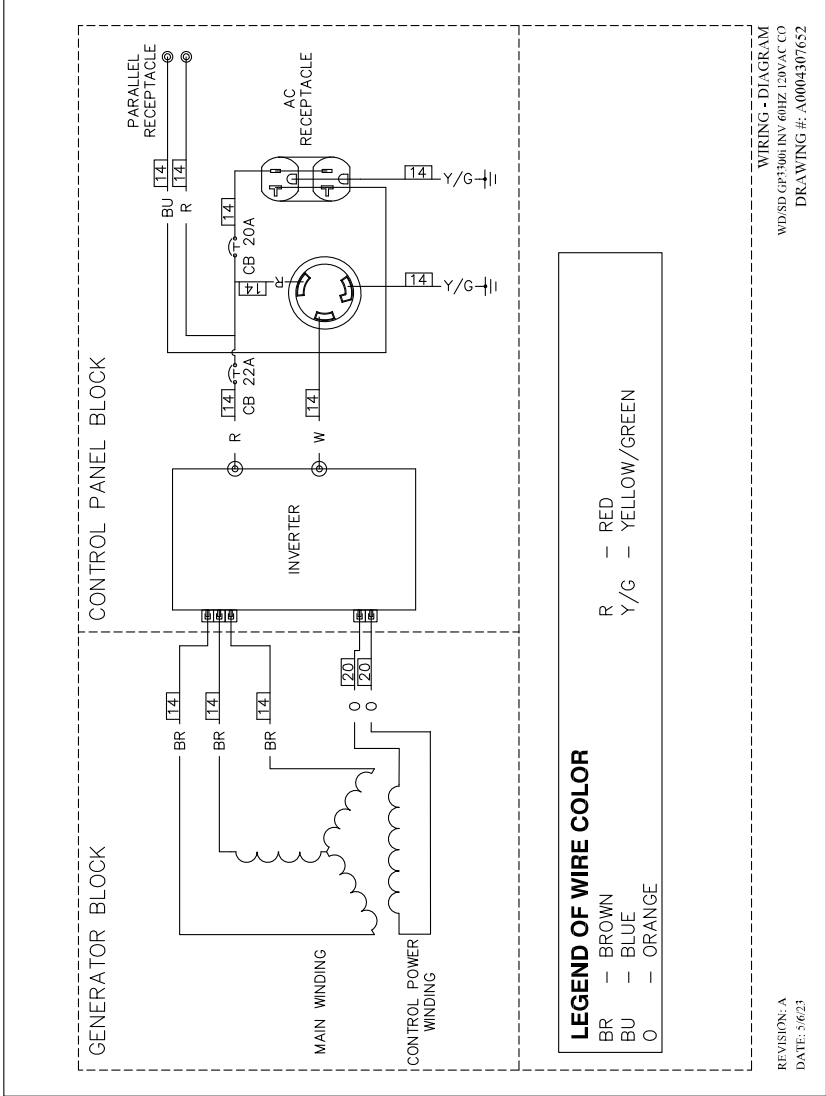 GENERATOR BLOCK
CONTROL PANEL BLOCK
PARALLEL
RECEPTACLE
14
14
BU
R
AC
RECEPTACLE
BR
14
BR
14
BR
14
MAIN WINDING
CONTROL POWER
WINDING
O
20
O
20
INVERTER
R
14
CB 22A
W
14
14
R
CB 20A
14
14
Y/G
14
Y/G
LEGEND OF WIRE COLOR
BR – BROWN
BU – BLUE
O – ORANGE
R – RED
Y/G – YELLOW/GREEN
REVISION: A
DATE: 5/6/23
WIRING - DIAGRAM
WD/SD GP3300i INV 60HZ 120VAC CO
DRAWING #: A0004307652